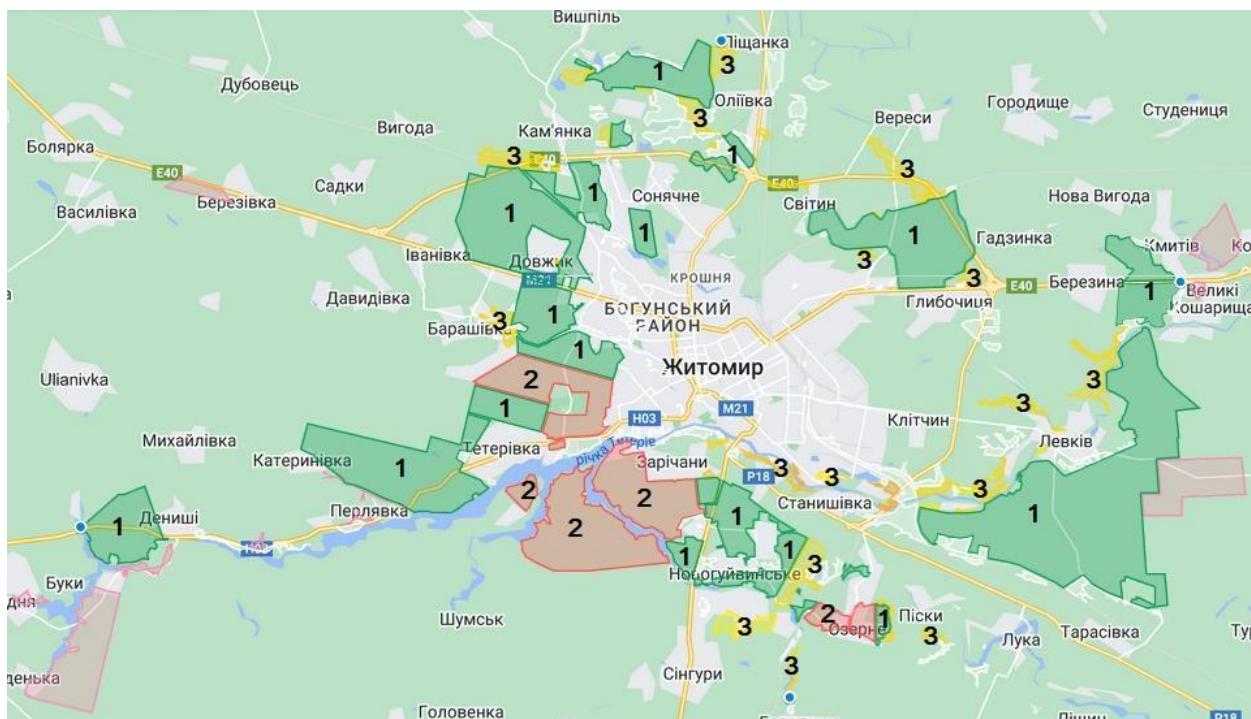 Вишпіль
Піщанка
3
1
Дубовець
Оліївка
Городище
Студениця
3
Вигода
Кам'янка
Вереси
Болярка
3
E40
1
3
E40
Садки
1
E40
Березівка
Сонячне
Світин
Нова Вигода
Василівка
1
1
1
Гадзинка
Кмитів
Іванівка
Довжик
3
КРОШНЯ
3
M21
E40
Березина
1
Великі
Кошарища
Давидівка
Глибочиця
БОГУНСЬКИЙ
РАЙОН
3
1
Барашівка
1
Житомир
Ulianivka
2
3
1
M21
3
H03
Клітчин
Михайлівка
Тетерівка
Левків
річка Тетерів
Зарічани
Катеринівка
1
3
P18
3
2
2
3
Станишівка
Перлявка
1
1
Дениші
2
1
H03
1
1
Буки
Новогуйвинське
3
Шумськ
2
1
Піски
3
Озерне
3
Тарасівка
Лука
3
Сінгури
Головенка
P18